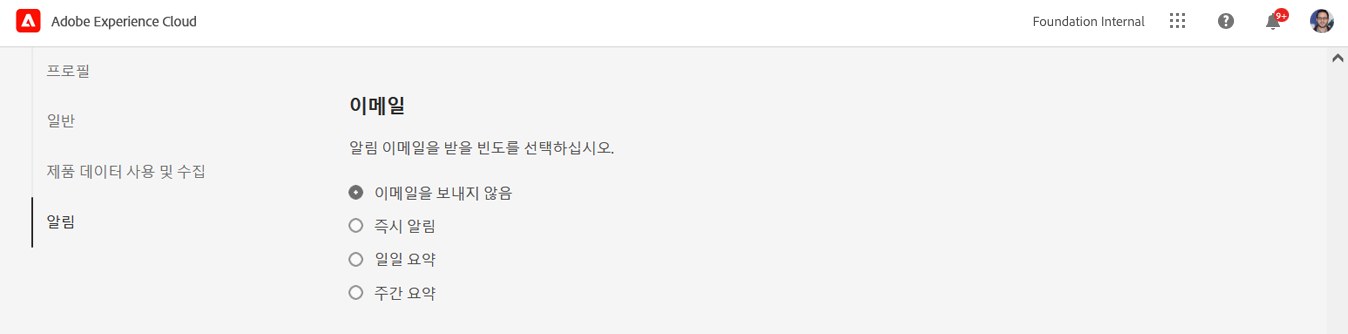 Adobe Experience Cloud
Foundation Internal
9+
프로필
일반
제품 데이터 사용 및 수집
알림
이메일
알림 이메일을 받을 빈도를 선택하십시오.
이메일을 보내지 않음
즉시 알림
일일 요약
주간 요약